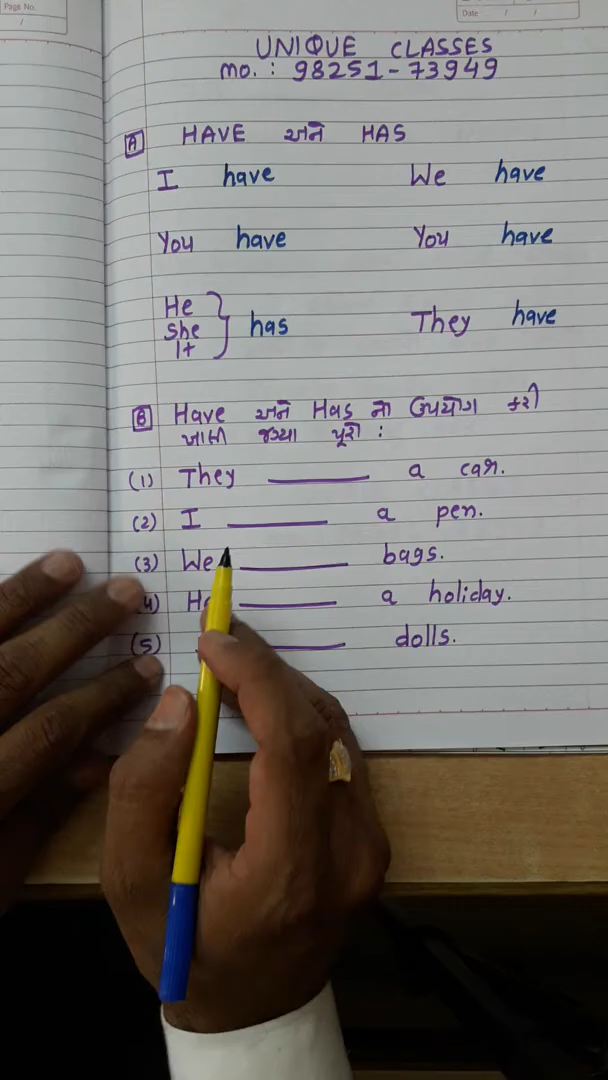 Page No.
Date / /
UNIQUE CLASSES
mo. : 98251-73949
A HAVE અને HAS
I have We have
You have You have
He
She
It
has They have
B Have અને Has નો ઉપયોગ કરી
ખાલી જગ્યા પૂરો :
(1) They ______ a car.
(2) I ______ a pen.
(3) We ______ bags.
(4) He ______ a holiday.
(5) ______ dolls.